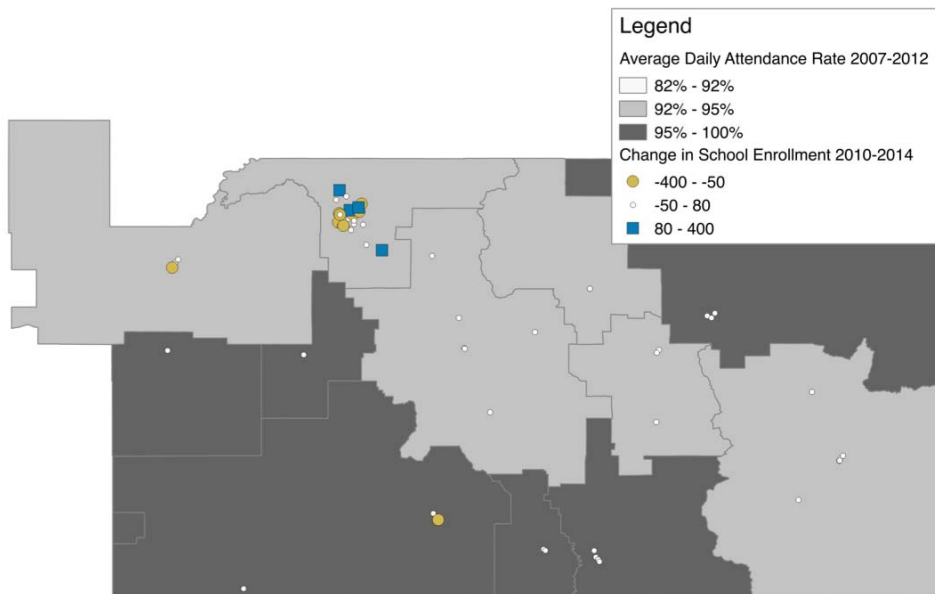 Legend
Average Daily Attendance Rate 2007-2012
82% - 92%
92% - 95%
95% - 100%
Change in School Enrollment 2010-2014
-400 - -50
-50 - 80
80 - 400